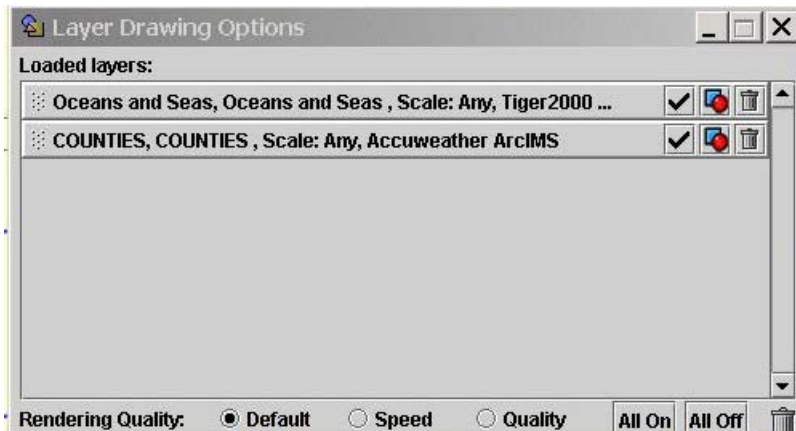 Layer Drawing Options
Loaded layers:
Oceans and Seas, Oceans and Seas , Scale: Any, Tiger2000 ...
COUNTIES, COUNTIES , Scale: Any, Accuweather ArcIMS
Rendering Quality: Default Speed Quality All On All Off